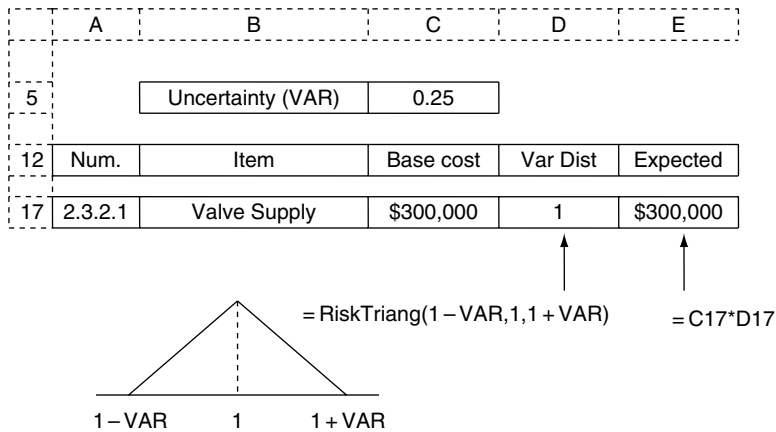 A B C D E
5 Uncertainty (VAR) 0.25
12 Num. Item Base cost Var Dist Expected
17 2.3.2.1 Valve Supply $300,000 1 $300,000
= RiskTriang(1 – VAR,1,1 + VAR)
= C17*D17
1 – VAR 1 1 + VAR